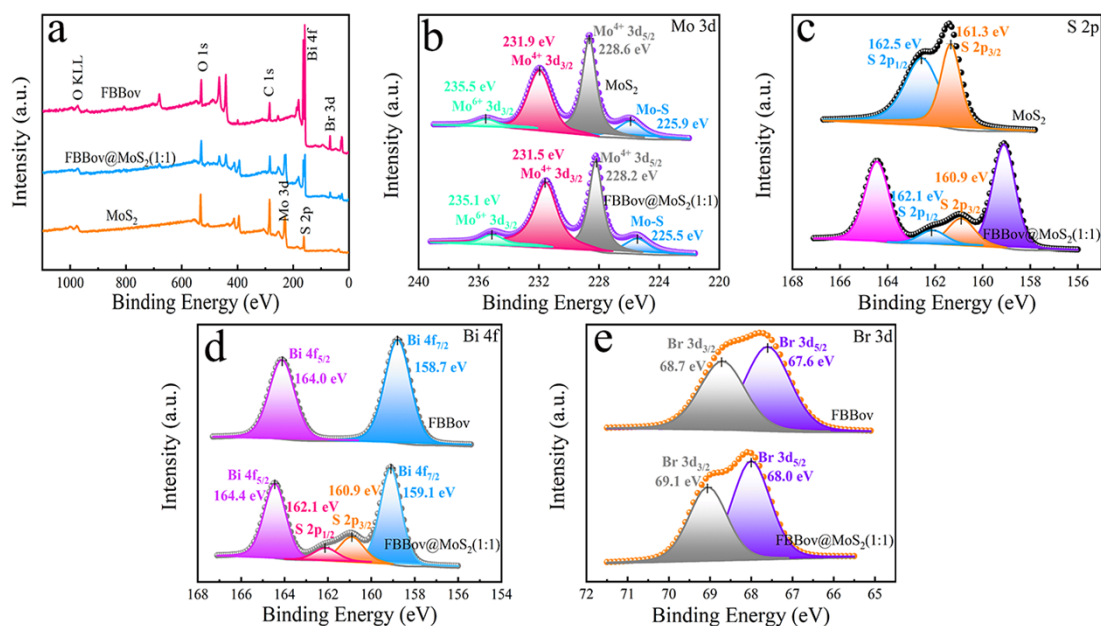 a
Intensity (a.u.)
O KLL
O 1s
C 1s
Bi 4f
Br 3d
FBBov
FBBov@MoS₂(1:1)
MoS₂
Mo 3d
S 2p
1000 800 600 400 200 0
Binding Energy (eV)
b
Mo 3d
Intensity (a.u.)
235.5 eV
Mo⁶⁺ 3d₃/₂
231.9 eV
Mo⁴⁺ 3d₃/₂
Mo⁴⁺ 3d₅/₂
228.6 eV
MoS₂
Mo-S
225.9 eV
235.1 eV
Mo⁶⁺ 3d₃/₂
231.5 eV
Mo⁴⁺ 3d₃/₂
Mo⁴⁺ 3d₅/₂
228.2 eV
FBBov@MoS₂(1:1)
Mo-S
225.5 eV
240 236 232 228 224 220
Binding Energy (eV)
c
S 2p
Intensity (a.u.)
162.5 eV
S 2p₁/₂
161.3 eV
S 2p₃/₂
MoS₂
162.1 eV
S 2p₁/₂
160.9 eV
S 2p₃/₂
FBBov@MoS₂(1:1)
168 166 164 162 160 158 156
Binding Energy (eV)
d
Bi 4f
Intensity (a.u.)
Bi 4f₅/₂
164.0 eV
Bi 4f₇/₂
158.7 eV
FBBov
Bi 4f₅/₂
164.4 eV
162.1 eV
S 2p₁/₂
160.9 eV
S 2p₃/₂
Bi 4f₇/₂
159.1 eV
FBBov@MoS₂(1:1)
168 166 164 162 160 158 156 154
Binding Energy (eV)
e
Br 3d
Intensity (a.u.)
Br 3d₃/₂
68.7 eV
Br 3d₅/₂
67.6 eV
FBBov
Br 3d₃/₂
69.1 eV
Br 3d₅/₂
68.0 eV
FBBov@MoS₂(1:1)
72 71 70 69 68 67 66 65
Binding Energy (eV)